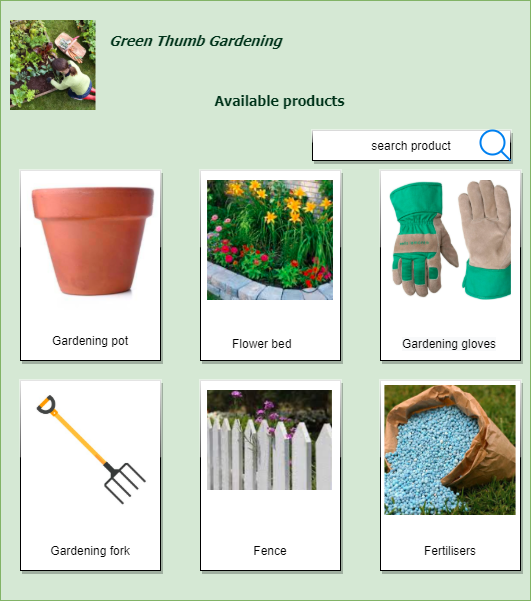 Green Thumb Gardening
Available products
search product
Gardening pot
Flower bed
Gardening gloves
Gardening fork
Fence
Fertilisers